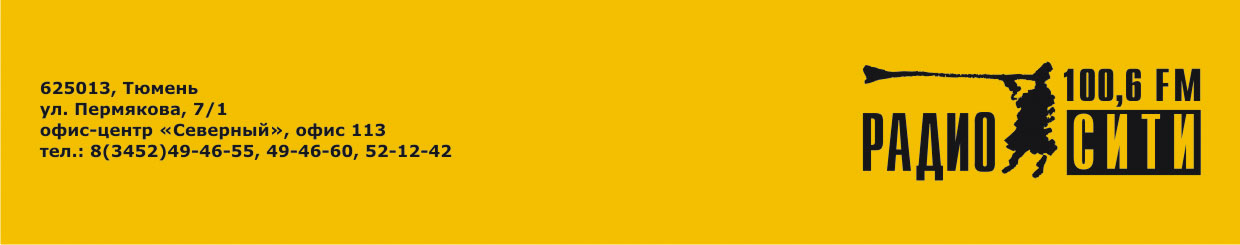 625013, Тюмень
ул. Пермякова, 7/1
офис-центр «Северный», офис 113
тел.: 8(3452)49-46-55, 49-46-60, 52-12-42
100,6 FM
РАДИО СИТИ